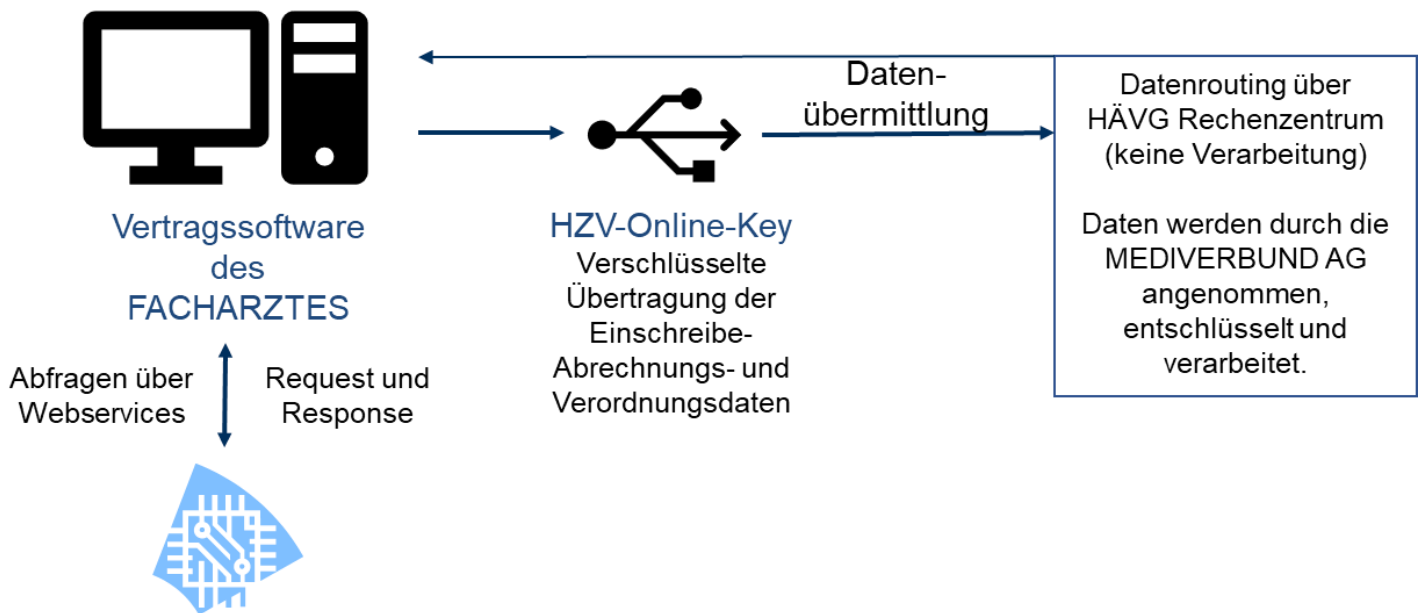 Daten-
übermittlung
Datenrouting über
HÄVG Rechenzentrum
(keine Verarbeitung)
Daten werden durch die
MEDIVERBUND AG
angenommen,
entschlüsselt und
verarbeitet.
Vertragssoftware
des
FACHARZTES
HZV-Online-Key
Verschlüsselte
Übertragung der
Einschreibe-
Abrechnungs- und
Verordnungsdaten
Abfragen über
Webservices
Request und
Response